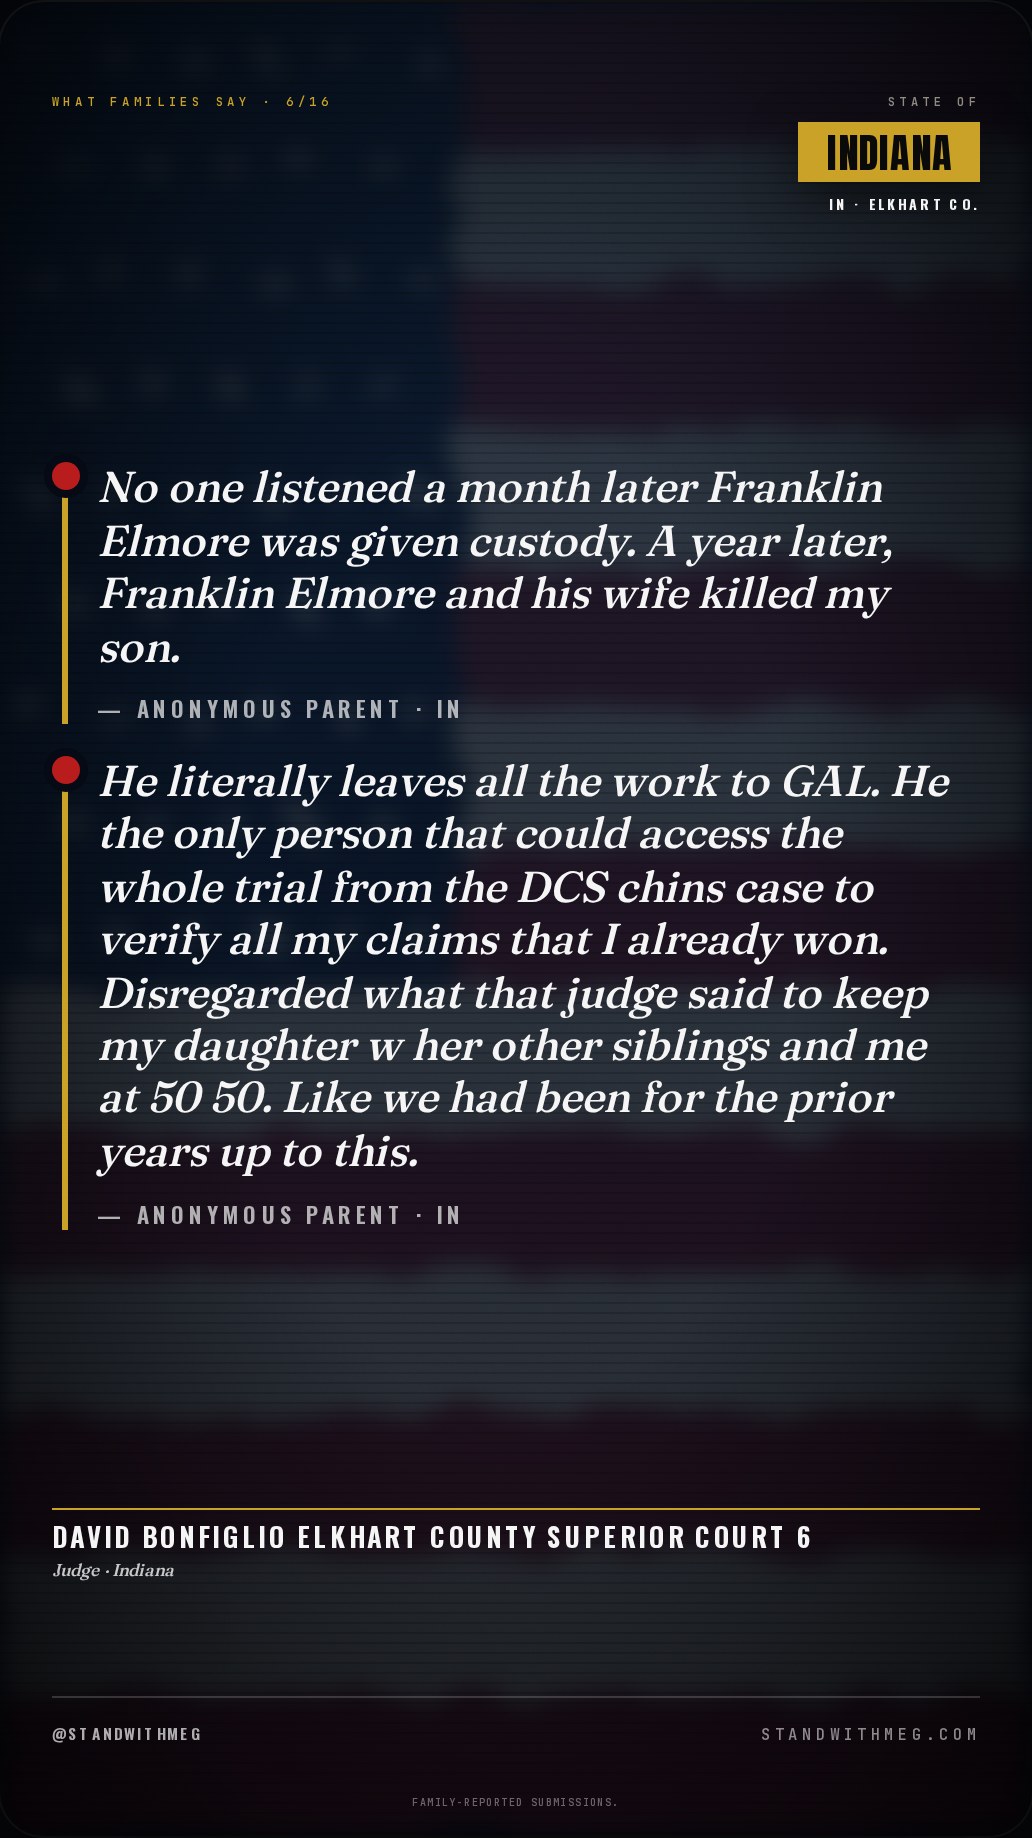 WHAT FAMILIES SAY · 6/16
STATE OF
INDIANA
IN · ELKHART CO.
No one listened a month later Franklin
Elmore was given custody. A year later,
Franklin Elmore and his wife killed my
son.
— ANONYMOUS PARENT · IN
He literally leaves all the work to GAL. He
the only person that could access the
whole trial from the DCS chins case to
verify all my claims that I already won.
Disregarded what that judge said to keep
my daughter w her other siblings and me
at 50 50. Like we had been for the prior
years up to this.
— ANONYMOUS PARENT · IN
DAVID BONFIGLIO ELKHART COUNTY SUPERIOR COURT 6
Judge · Indiana
@STANDWITHMEG
STANDWITHMEG.COM
FAMILY-REPORTED SUBMISSIONS.